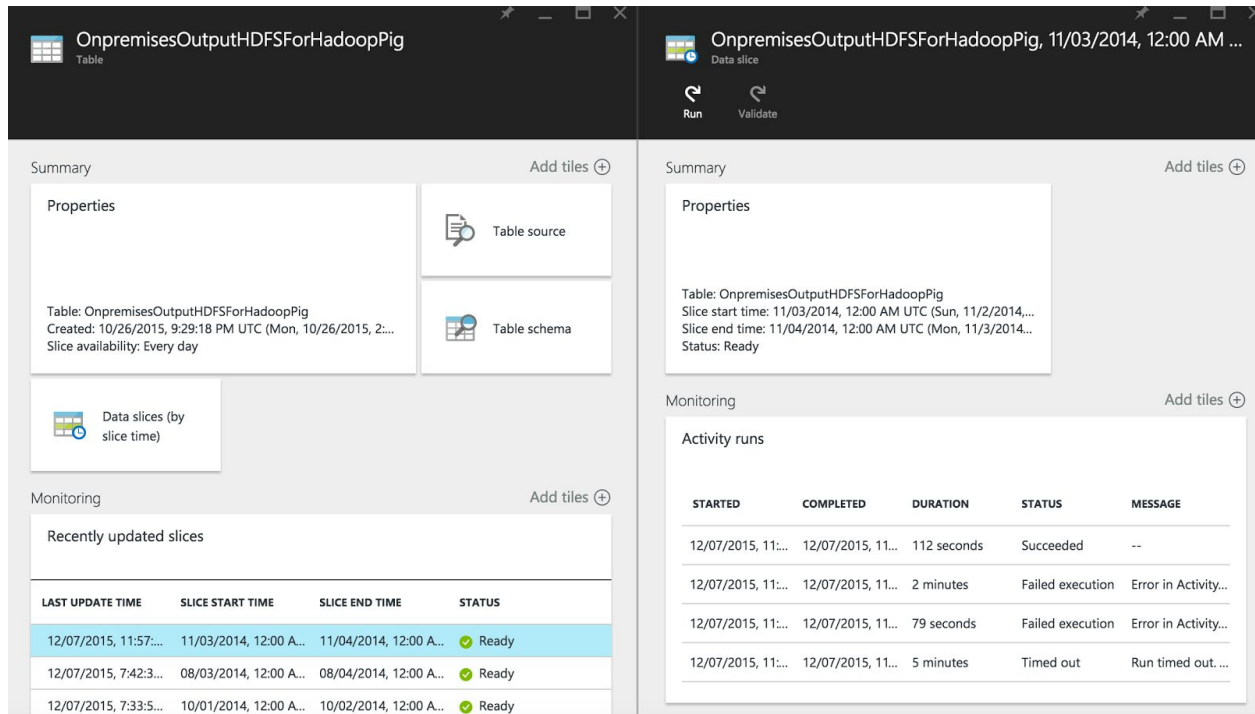 OnpremisesOutputHDFSForHadoopPig
Table
Summary
Add tiles
Properties
Table: OnpremisesOutputHDFSForHadoopPig
Created: 10/26/2015, 9:29:18 PM UTC (Mon, 10/26/2015, 2:...
Slice availability: Every day
Table source
Table schema
Data slices (by
slice time)
Monitoring
Add tiles
Recently updated slices
LAST UPDATE TIME SLICE START TIME SLICE END TIME STATUS
12/07/2015, 11:57:... 11/03/2014, 12:00 A... 11/04/2014, 12:00 A... Ready
12/07/2015, 7:42:3... 08/03/2014, 12:00 A... 08/04/2014, 12:00 A... Ready
12/07/2015, 7:33:5... 10/01/2014, 12:00 A... 10/02/2014, 12:00 A... Ready
OnpremisesOutputHDFSForHadoopPig, 11/03/2014, 12:00 AM ...
Data slice
Run
Validate
Summary
Add tiles
Properties
Table: OnpremisesOutputHDFSForHadoopPig
Slice start time: 11/03/2014, 12:00 AM UTC (Sun, 11/2/2014,...
Slice end time: 11/04/2014, 12:00 AM UTC (Mon, 11/3/2014...
Status: Ready
Monitoring
Add tiles
Activity runs
STARTED COMPLETED DURATION STATUS MESSAGE
12/07/2015, 11:... 12/07/2015, 11... 112 seconds Succeeded --
12/07/2015, 11:... 12/07/2015, 11... 2 minutes Failed execution Error in Activity...
12/07/2015, 11:... 12/07/2015, 11... 79 seconds Failed execution Error in Activity...
12/07/2015, 11:... 12/07/2015, 11... 5 minutes Timed out Run timed out. ...